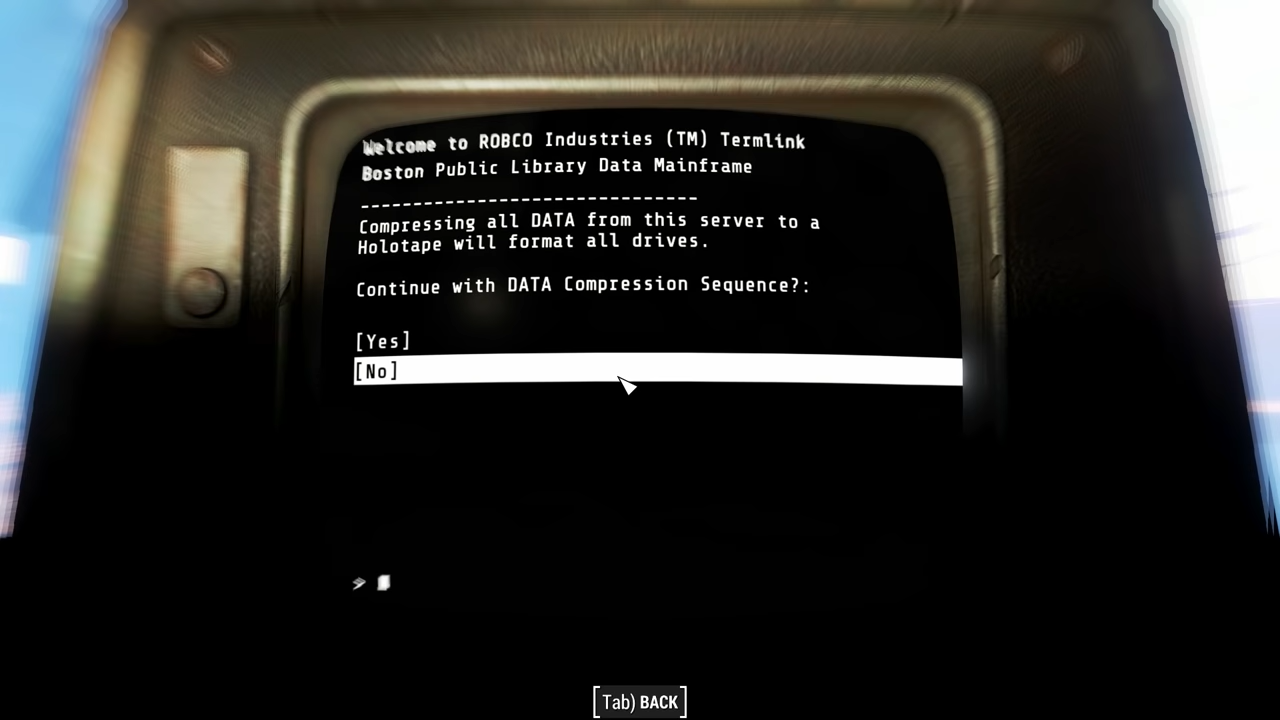 Welcome to ROBCO Industries (TM) Termlink
Boston Public Library Data Mainframe
--------------------------------
Compressing all DATA from this server to a
Holotape will format all drives.
Continue with DATA Compression Sequence?:
[Yes]
[No]
>
[Tab) BACK]